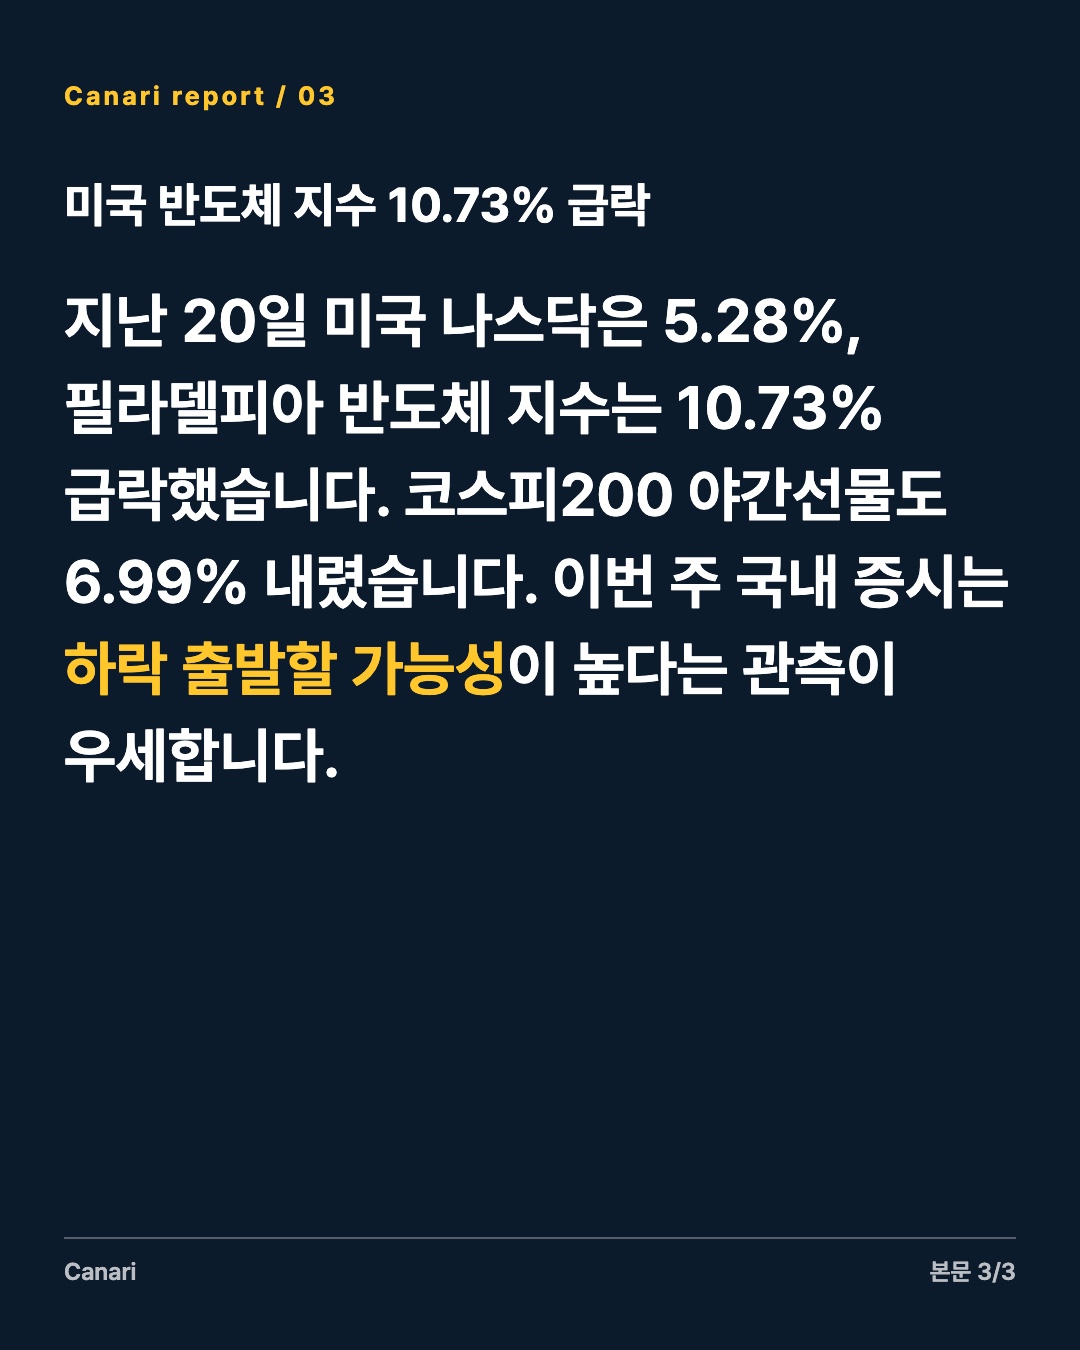 Canari report / 03
미국 반도체 지수 10.73% 급락
지난 20일 미국 나스닥은 5.28%,
필라델피아 반도체 지수는 10.73%
급락했습니다. 코스피200 야간선물도
6.99% 내렸습니다. 이번 주 국내 증시는
하락 출발할 가능성이 높다는 관측이
우세합니다.
Canari
본문 3/3